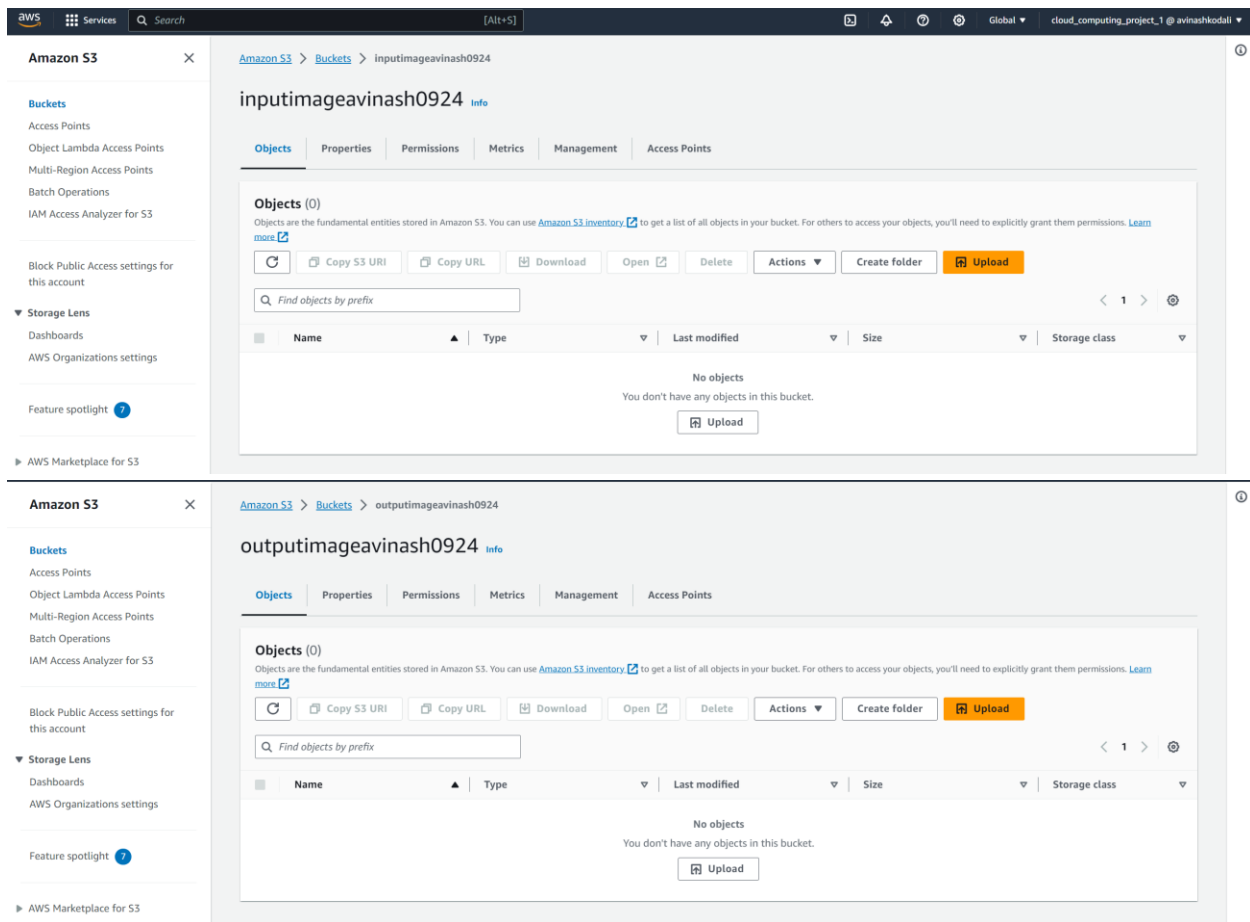 aws Services Search [Alt+S] Global ▼ cloud_computing_project_1 @ avinashkodali ▼
Amazon S3
Buckets
Access Points
Object Lambda Access Points
Multi-Region Access Points
Batch Operations
IAM Access Analyzer for S3
Block Public Access settings for
this account
▼ Storage Lens
Dashboards
AWS Organizations settings
Feature spotlight 7
▶ AWS Marketplace for S3
Amazon S3 > Buckets > inputimageavinash0924
inputimageavinash0924 Info
Objects Properties Permissions Metrics Management Access Points
Objects (0)
Objects are the fundamental entities stored in Amazon S3. You can use Amazon S3 inventory to get a list of all objects in your bucket. For others to access your objects, you'll need to explicitly grant them permissions. Learn
more
Copy S3 URI Copy URL Download Open Delete Actions ▼ Create folder Upload
Find objects by prefix < 1 >
Name Type Last modified Size Storage class
No objects
You don't have any objects in this bucket.
Upload
Amazon S3
Buckets
Access Points
Object Lambda Access Points
Multi-Region Access Points
Batch Operations
IAM Access Analyzer for S3
Block Public Access settings for
this account
▼ Storage Lens
Dashboards
AWS Organizations settings
Feature spotlight 7
▶ AWS Marketplace for S3
Amazon S3 > Buckets > outputimageavinash0924
outputimageavinash0924 Info
Objects Properties Permissions Metrics Management Access Points
Objects (0)
Objects are the fundamental entities stored in Amazon S3. You can use Amazon S3 inventory to get a list of all objects in your bucket. For others to access your objects, you'll need to explicitly grant them permissions. Learn
more
Copy S3 URI Copy URL Download Open Delete Actions ▼ Create folder Upload
Find objects by prefix < 1 >
Name Type Last modified Size Storage class
No objects
You don't have any objects in this bucket.
Upload